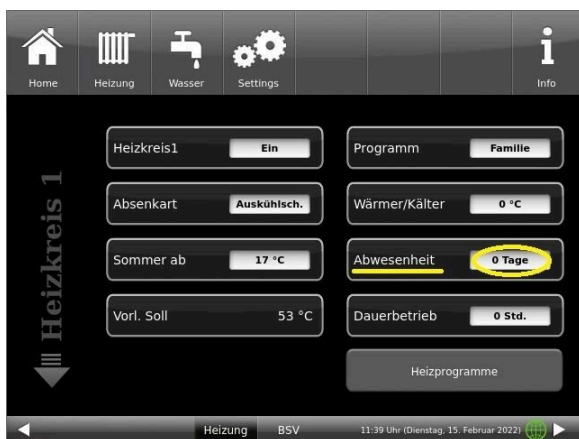 Home Heizung Wasser Settings Info
Heizkreis 1
Heizkreis1 Ein
Programm Familie
Absenkart Auskühlsch.
Wärmer/Kälter 0 °C
Sommer ab 17 °C
Abwesenheit 0 Tage
Vorl. Soll 53 °C
Dauerbetrieb 0 Std.
Heizprogramme
Heizung BSV 11:39 Uhr (Dienstag, 15. Februar 2022)